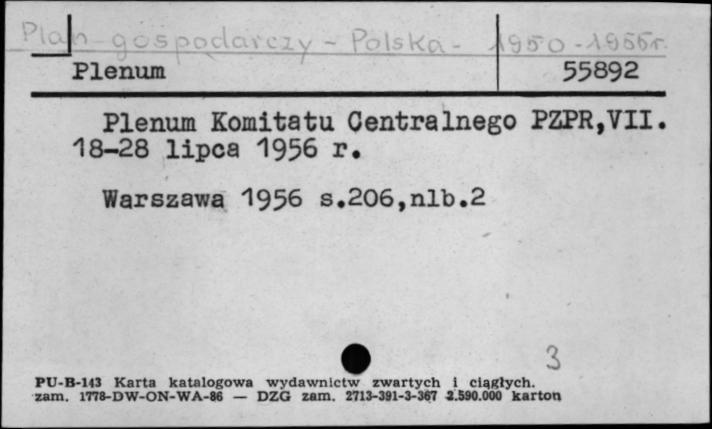 Plan gospodarczy - Polska - 1950-1955r.
Plenum 55892
Plenum Komitatu Centralnego PZPR,VII.
18-28 lipca 1956 r.
Warszawa 1956 s.206,nlb.2
3
PU-B-143 Karta katalogowa wydawnictw zwartych i ciągłych.
zam. 1778-DW-ON-WA-86 — DZG zam. 2713-391-3-367 2.590.000 karton